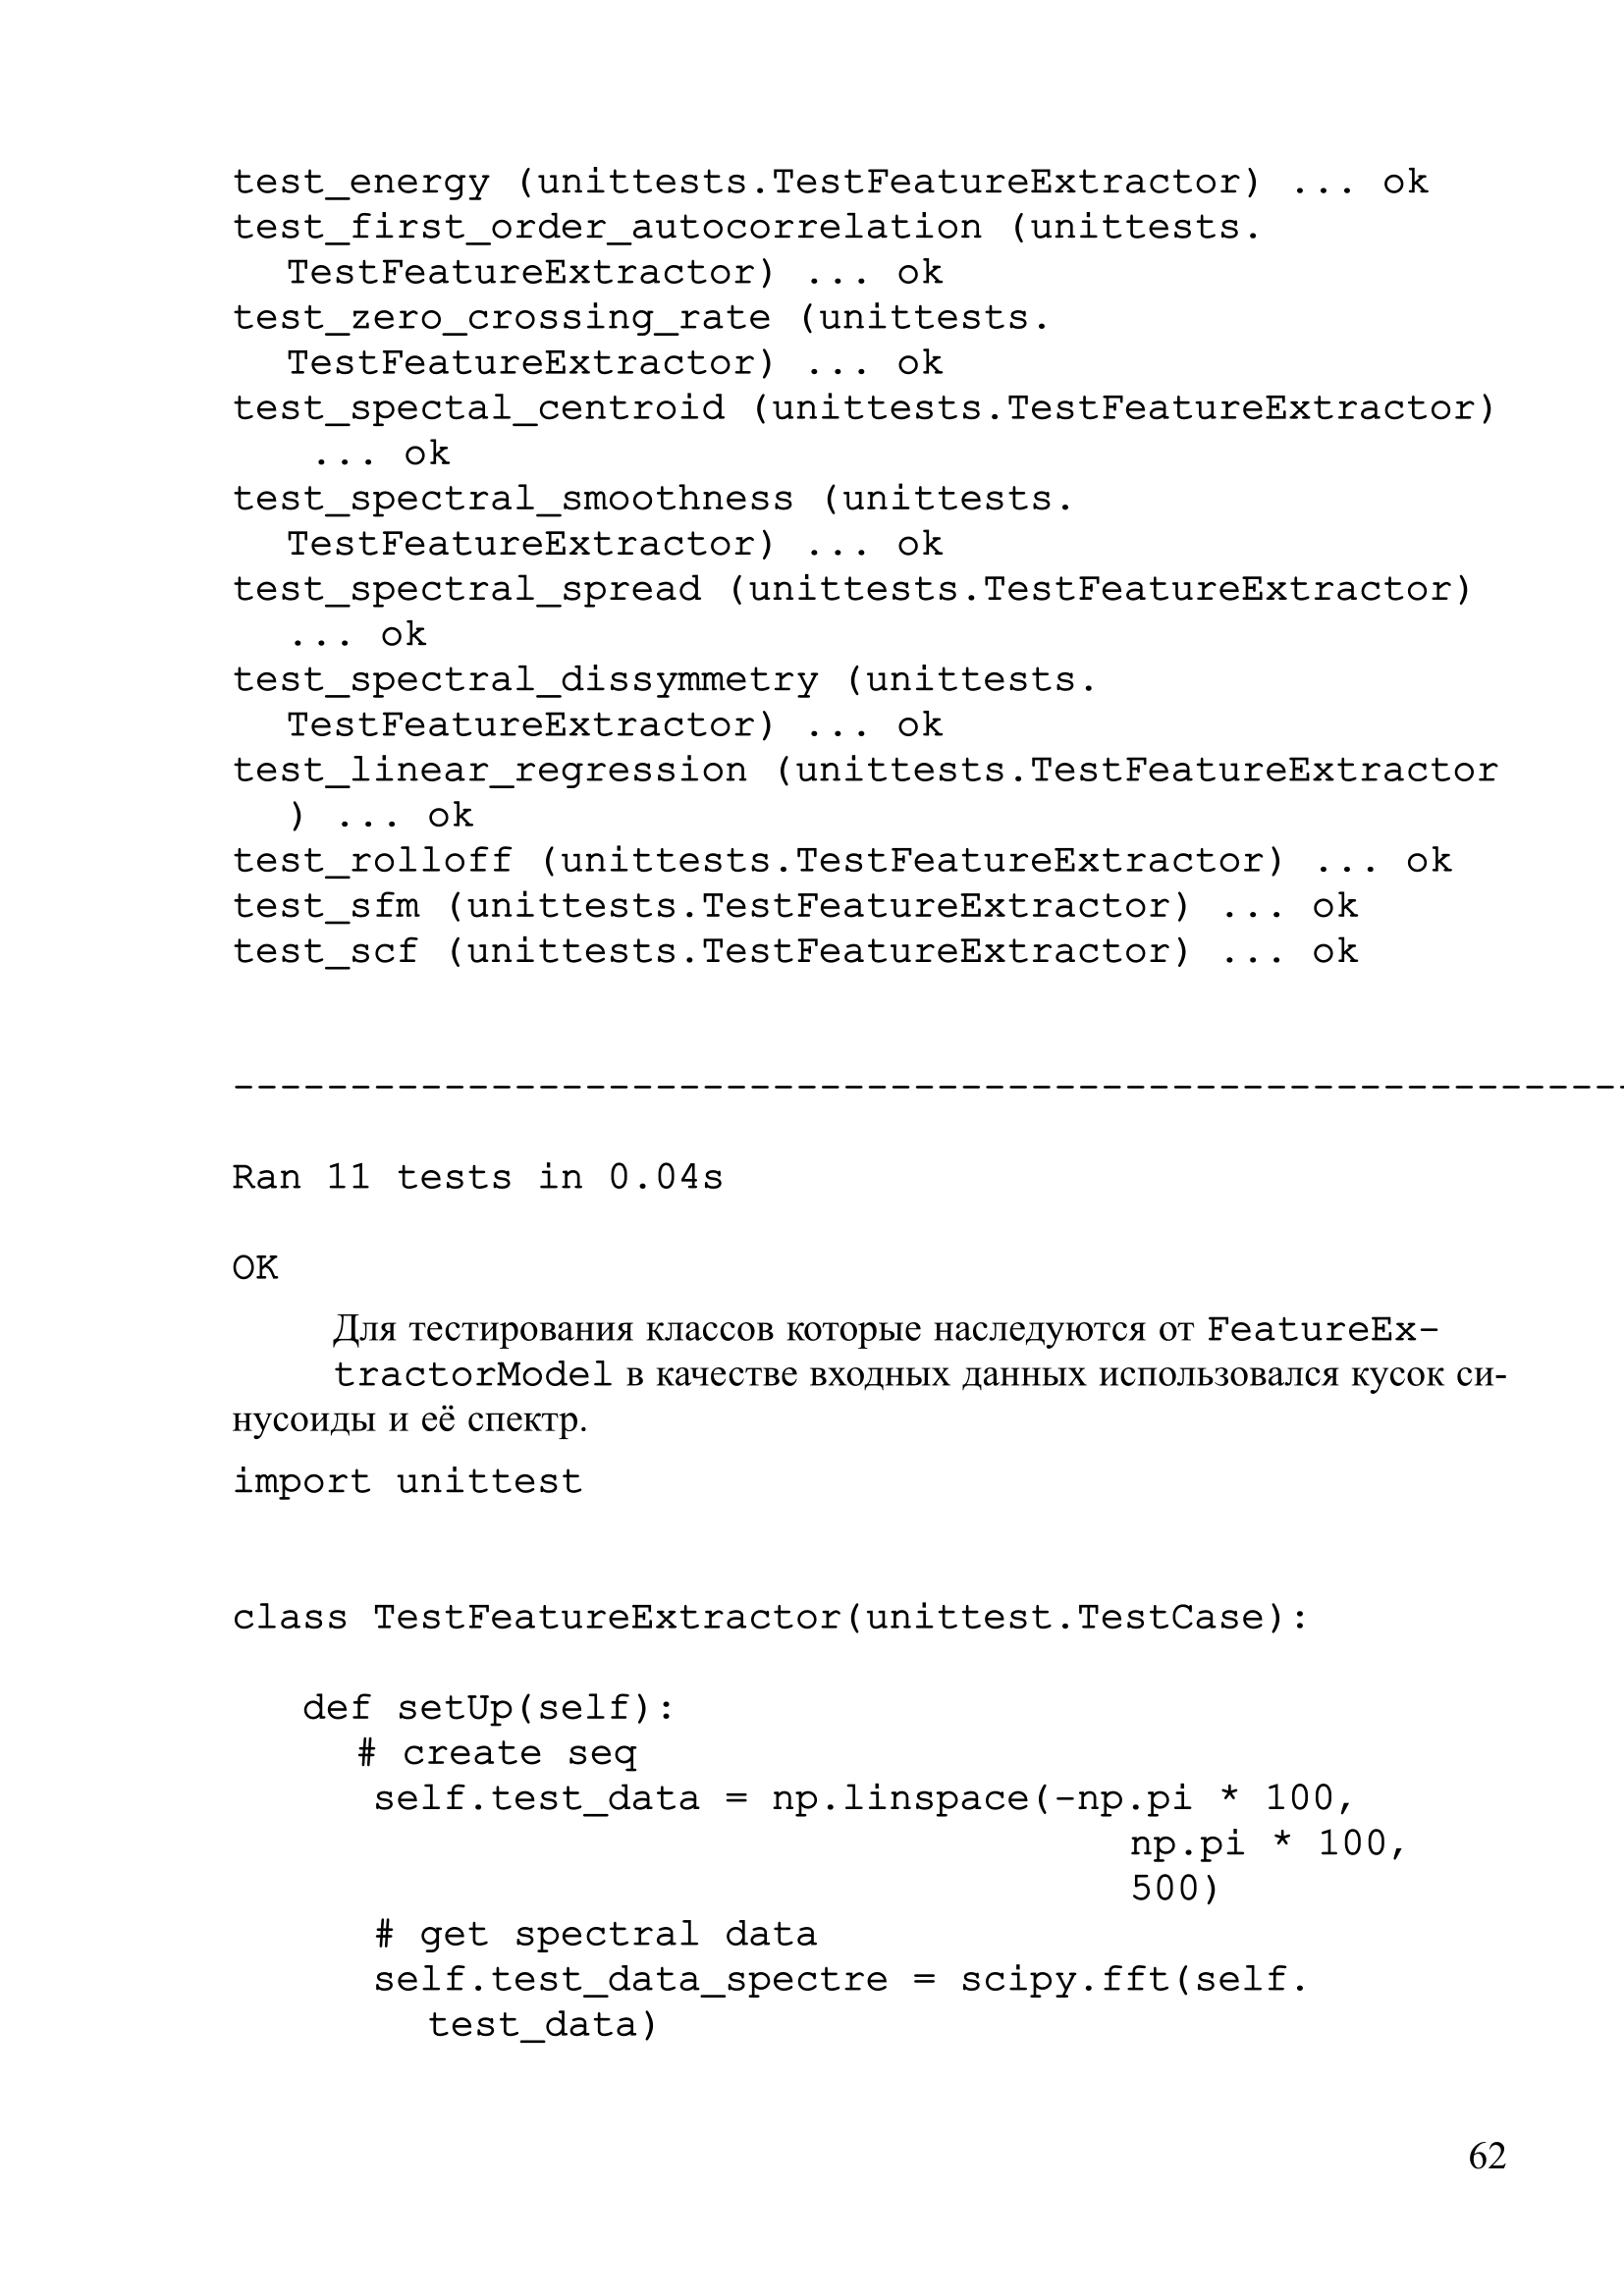 test_energy (unittests.TestFeatureExtractor) ... ok
test_first_order_autocorrelation (unittests.
TestFeatureExtractor) ... ok
test_zero_crossing_rate (unittests.
TestFeatureExtractor) ... ok
test_spectal_centroid (unittests.TestFeatureExtractor)
... ok
test_spectral_smoothness (unittests.
TestFeatureExtractor) ... ok
test_spectral_spread (unittests.TestFeatureExtractor)
... ok
test_spectral_dissymmetry (unittests.
TestFeatureExtractor) ... ok
test_linear_regression (unittests.TestFeatureExtractor
) ... ok
test_rolloff (unittests.TestFeatureExtractor) ... ok
test_sfm (unittests.TestFeatureExtractor) ... ok
test_scf (unittests.TestFeatureExtractor) ... ok
------------------------------------------------------------
Ran 11 tests in 0.04s
OK
Для тестирования классов которые наследуются от FeatureEx-
tractorModel в качестве входных данных использовался кусок си-
нусоиды и её спектр.
import unittest
class TestFeatureExtractor(unittest.TestCase):
def setUp(self):
# create seq
self.test_data = np.linspace(-np.pi * 100,
np.pi * 100,
500)
# get spectral data
self.test_data_spectre = scipy.fft(self.
test_data)
62